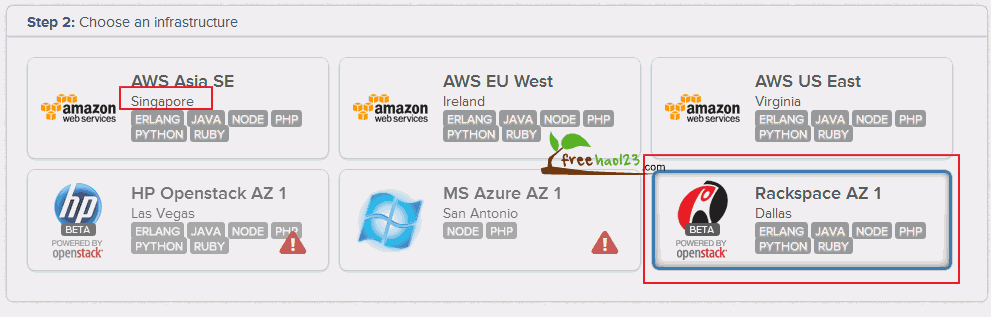 Step 2: Choose an infrastructure
amazon
web services
AWS Asia SE
Singapore
ERLANG JAVA NODE PHP
PYTHON RUBY
amazon
web services
AWS EU West
Ireland
ERLANG JAVA NODE PHP
PYTHON RUBY
amazon
web services
AWS US East
Virginia
ERLANG JAVA NODE PHP
PYTHON RUBY
freehao123.com
hp
BETA
POWERED BY
openstack
HP Openstack AZ 1
Las Vegas
ERLANG JAVA NODE PHP
PYTHON RUBY
MS Azure AZ 1
San Antonio
NODE PHP
BETA
POWERED BY
openstack
Rackspace AZ 1
Dallas
ERLANG JAVA NODE PHP
PYTHON RUBY